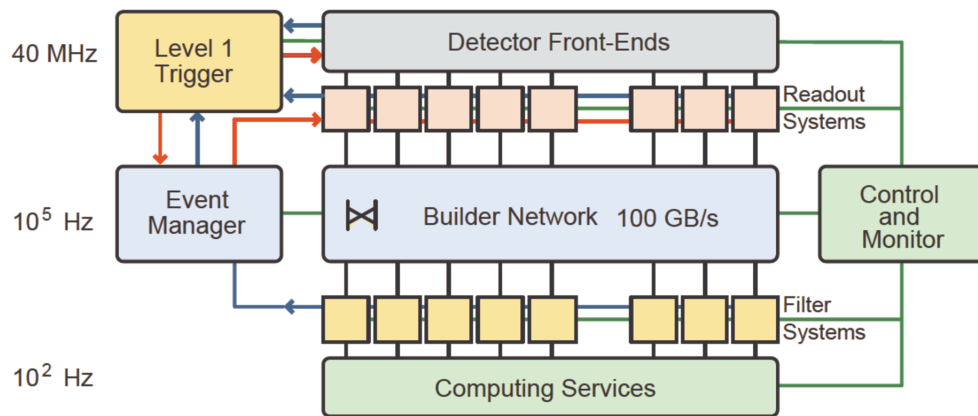 40 MHz
Level 1
Trigger
Detector Front-Ends
Readout
Systems
10⁵ Hz
Event
Manager
Builder Network 100 GB/s
Control
and
Monitor
Filter
Systems
10² Hz
Computing Services